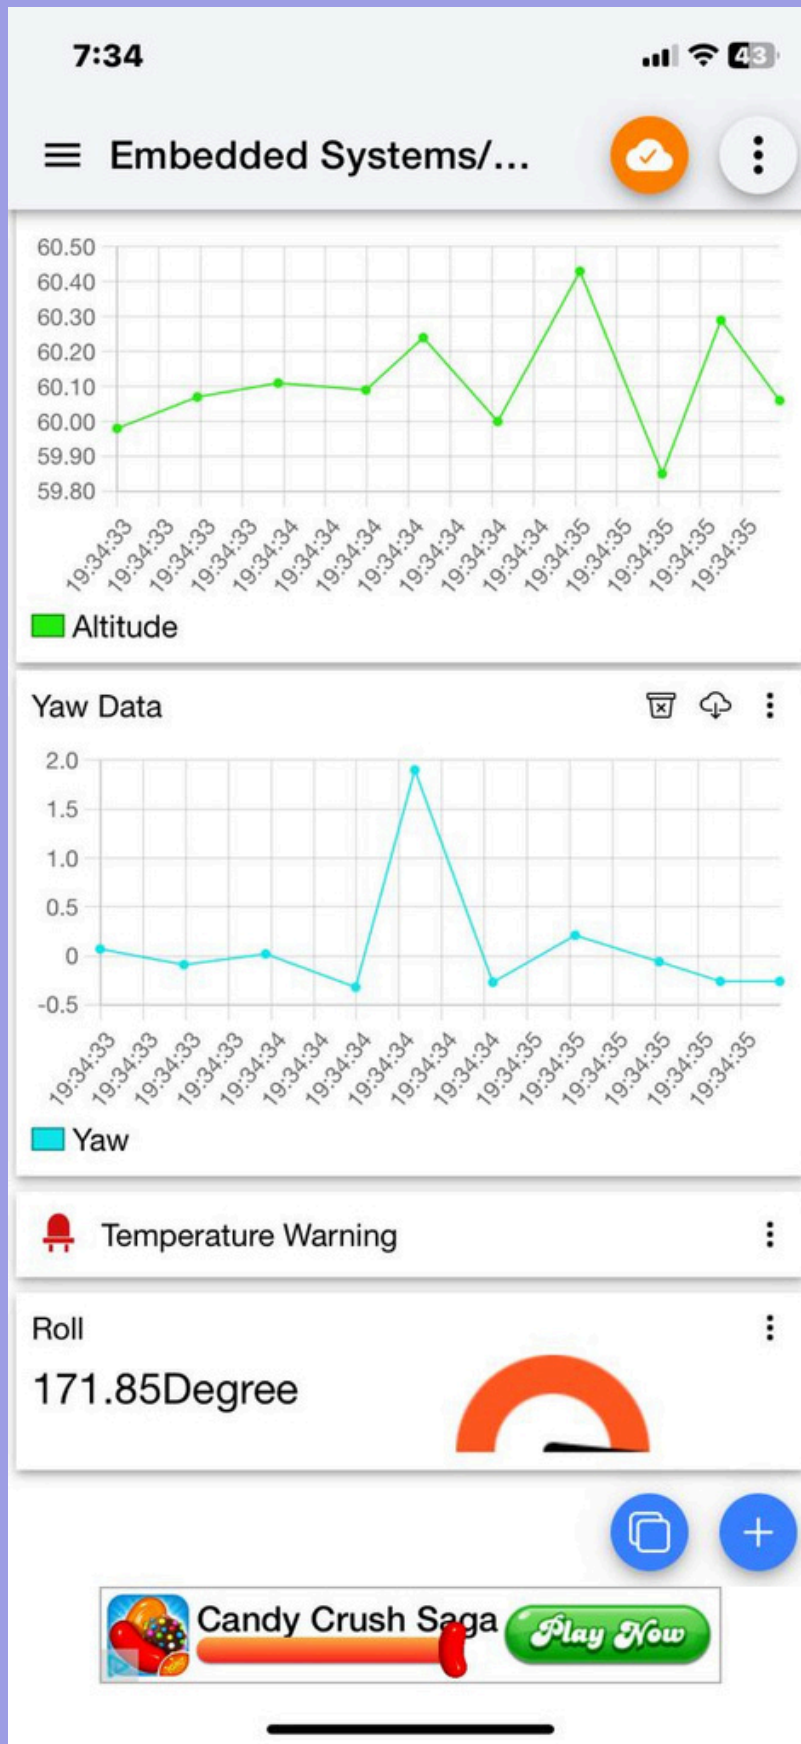 7:34
43
Embedded Systems/...
60.50
60.40
60.30
60.20
60.10
60.00
59.90
59.80
19:34:33 19:34:33 19:34:33 19:34:33 19:34:34 19:34:34 19:34:34 19:34:34 19:34:34 19:34:34 19:34:34 19:34:35 19:34:35 19:34:35 19:34:35 19:34:35
Altitude
Yaw Data
2.0
1.5
1.0
0.5
0
-0.5
19:34:33 19:34:33 19:34:33 19:34:33 19:34:34 19:34:34 19:34:34 19:34:34 19:34:34 19:34:34 19:34:35 19:34:35 19:34:35 19:34:35 19:34:35 19:34:35
Yaw
Temperature Warning
Roll
171.85Degree
Candy Crush Saga
Play Now